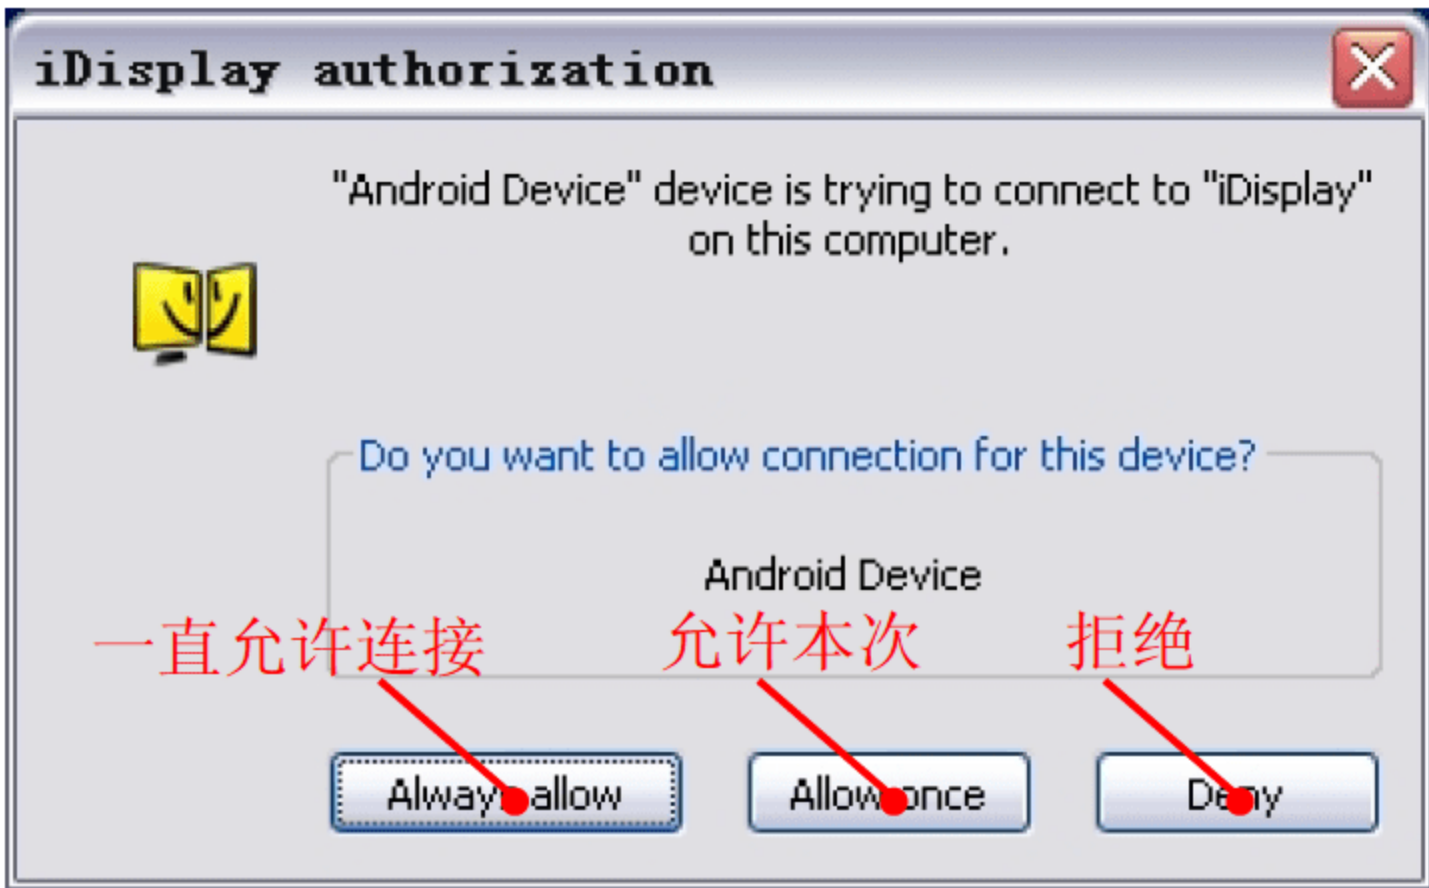 iDisplay authorization
"Android Device" device is trying to connect to "iDisplay"
on this computer.
Do you want to allow connection for this device?
Android Device
一直允许连接 允许本次 拒绝
Always allow Allow once Deny